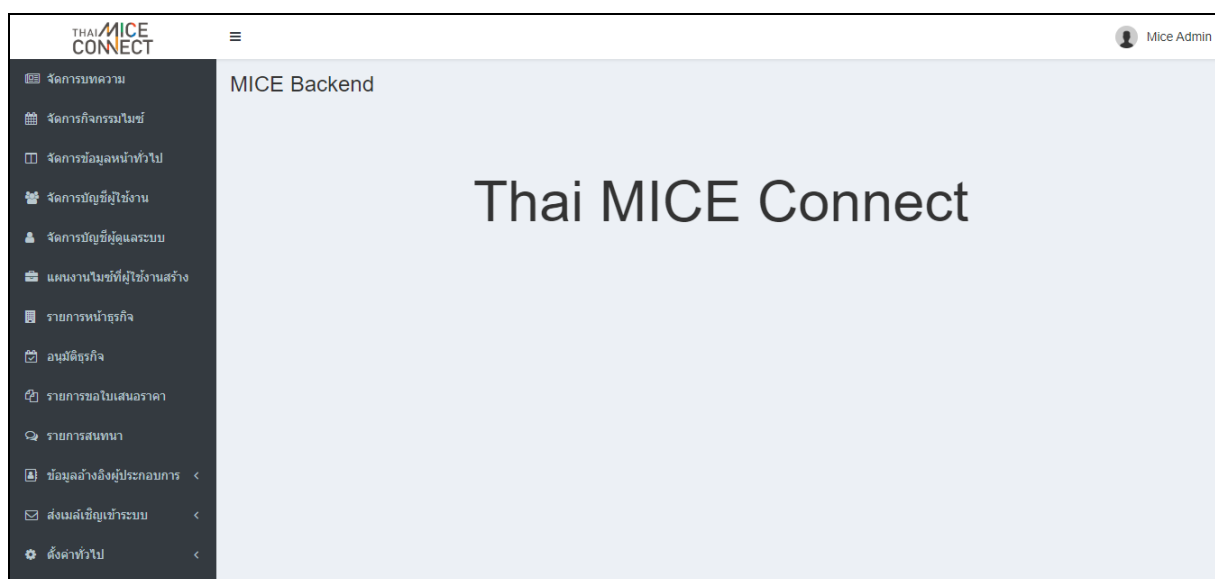 THAI MICE
CONNECT
Mice Admin
MICE Backend
Thai MICE Connect
จัดการบทความ
จัดการกิจกรรมไมซ์
จัดการข้อมูลหน้าทั่วไป
จัดการบัญชีผู้ใช้งาน
จัดการบัญชีผู้ดูแลระบบ
แผนงานไมซ์ที่ผู้ใช้งานสร้าง
รายการหน้าธุรกิจ
อนุมัติธุรกิจ
รายการขอใบเสนอราคา
รายการสนทนา
ข้อมูลอ้างอิงผู้ประกอบการ
ส่งเมล์เชิญเข้าระบบ
ตั้งค่าทั่วไป